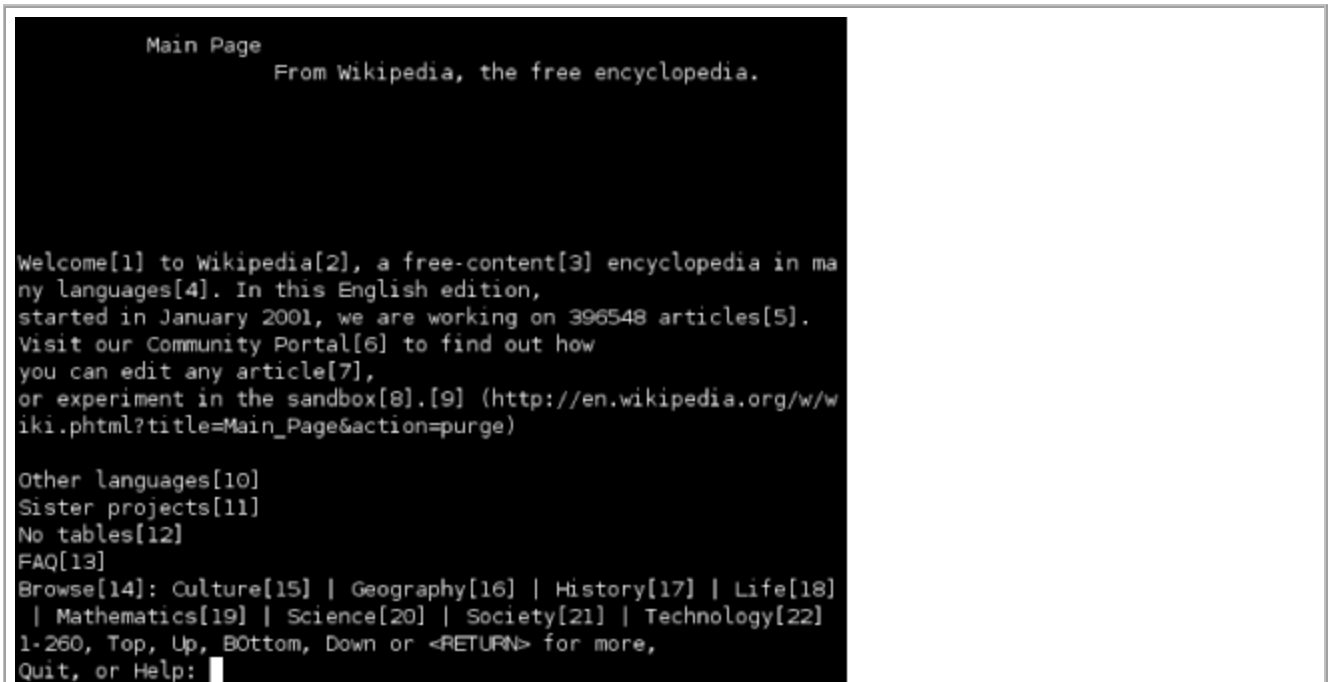 Main Page
From Wikipedia, the free encyclopedia.
Welcome[1] to Wikipedia[2], a free-content[3] encyclopedia in ma
ny languages[4]. In this English edition,
started in January 2001, we are working on 396548 articles[5].
Visit our Community Portal[6] to find out how
you can edit any article[7],
or experiment in the sandbox[8].[9] (http://en.wikipedia.org/w/w
iki.phtml?title=Main_Page&action=purge)
Other languages[10]
Sister projects[11]
No tables[12]
FAQ[13]
Browse[14]: Culture[15] | Geography[16] | History[17] | Life[18]
| Mathematics[19] | Science[20] | Society[21] | Technology[22]
1-260, Top, Up, BOttom, Down or <RETURN> for more,
Quit, or Help: